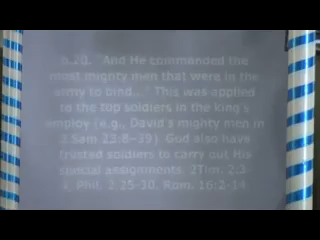 "And He commanded the
most mighty men that were in the
army to bind..." This was applied
to the top soldiers in the king's
employ (e.g., David's mighty men in
2 Sam 23:8-39) God also have
trusted soldiers to carry out His
special assignments. 2Tim. 2:3
Phil. 2:25-30, Rom. 16:2-14